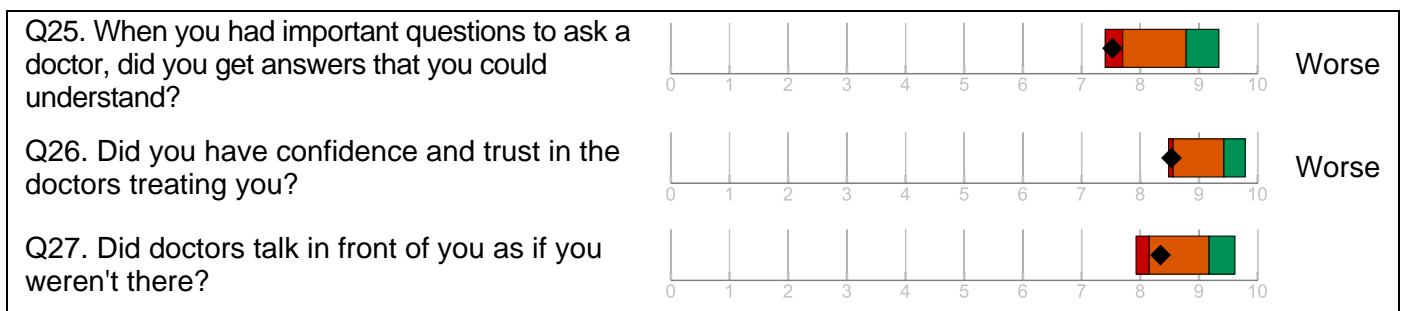 Q25. When you had important questions to ask a
doctor, did you get answers that you could
understand?
0 1 2 3 4 5 6 7 8 9 10
Worse
Q26. Did you have confidence and trust in the
doctors treating you?
0 1 2 3 4 5 6 7 8 9 10
Worse
Q27. Did doctors talk in front of you as if you
weren't there?
0 1 2 3 4 5 6 7 8 9 10